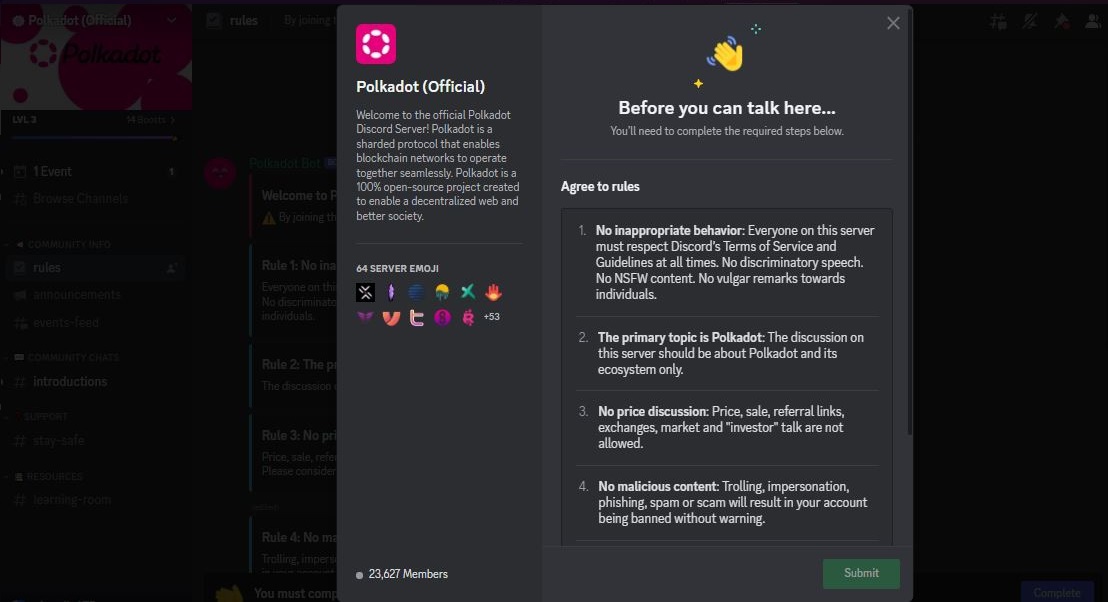 Polkadot (Official)
rules
By joining t
Polkadot
LVL 3
14 Boosts
1 Event
1
Browse Channels
COMMUNITY INFO
rules
announcements
events-feed
COMMUNITY CHATS
introductions
SUPPORT
stay-safe
RESOURCES
learning-room
Polkadot Bot
Welcome to P
By joining th
Rule 1: No ina
Everyone on this
No discriminato
individuals.
Rule 2: The pr
The discussion o
Rule 3: No pri
Price, sale, refe
Please consider
Rule 4: No ma
Trolling, imperso
in your account
You must comp
Complete
Polkadot (Official)
Welcome to the official Polkadot
Discord Server! Polkadot is a
sharded protocol that enables
blockchain networks to operate
together seamlessly. Polkadot is a
100% open-source project created
to enable a decentralized web and
better society.
64 SERVER EMOJI
+53
23,627 Members
Before you can talk here...
You'll need to complete the required steps below.
Agree to rules
1. No inappropriate behavior: Everyone on this server
must respect Discord's Terms of Service and
Guidelines at all times. No discriminatory speech.
No NSFW content. No vulgar remarks towards
individuals.
2. The primary topic is Polkadot: The discussion on
this server should be about Polkadot and its
ecosystem only.
3. No price discussion: Price, sale, referral links,
exchanges, market and "investor" talk are not
allowed.
4. No malicious content: Trolling, impersonation,
phishing, spam or scam will result in your account
being banned without warning.
Submit